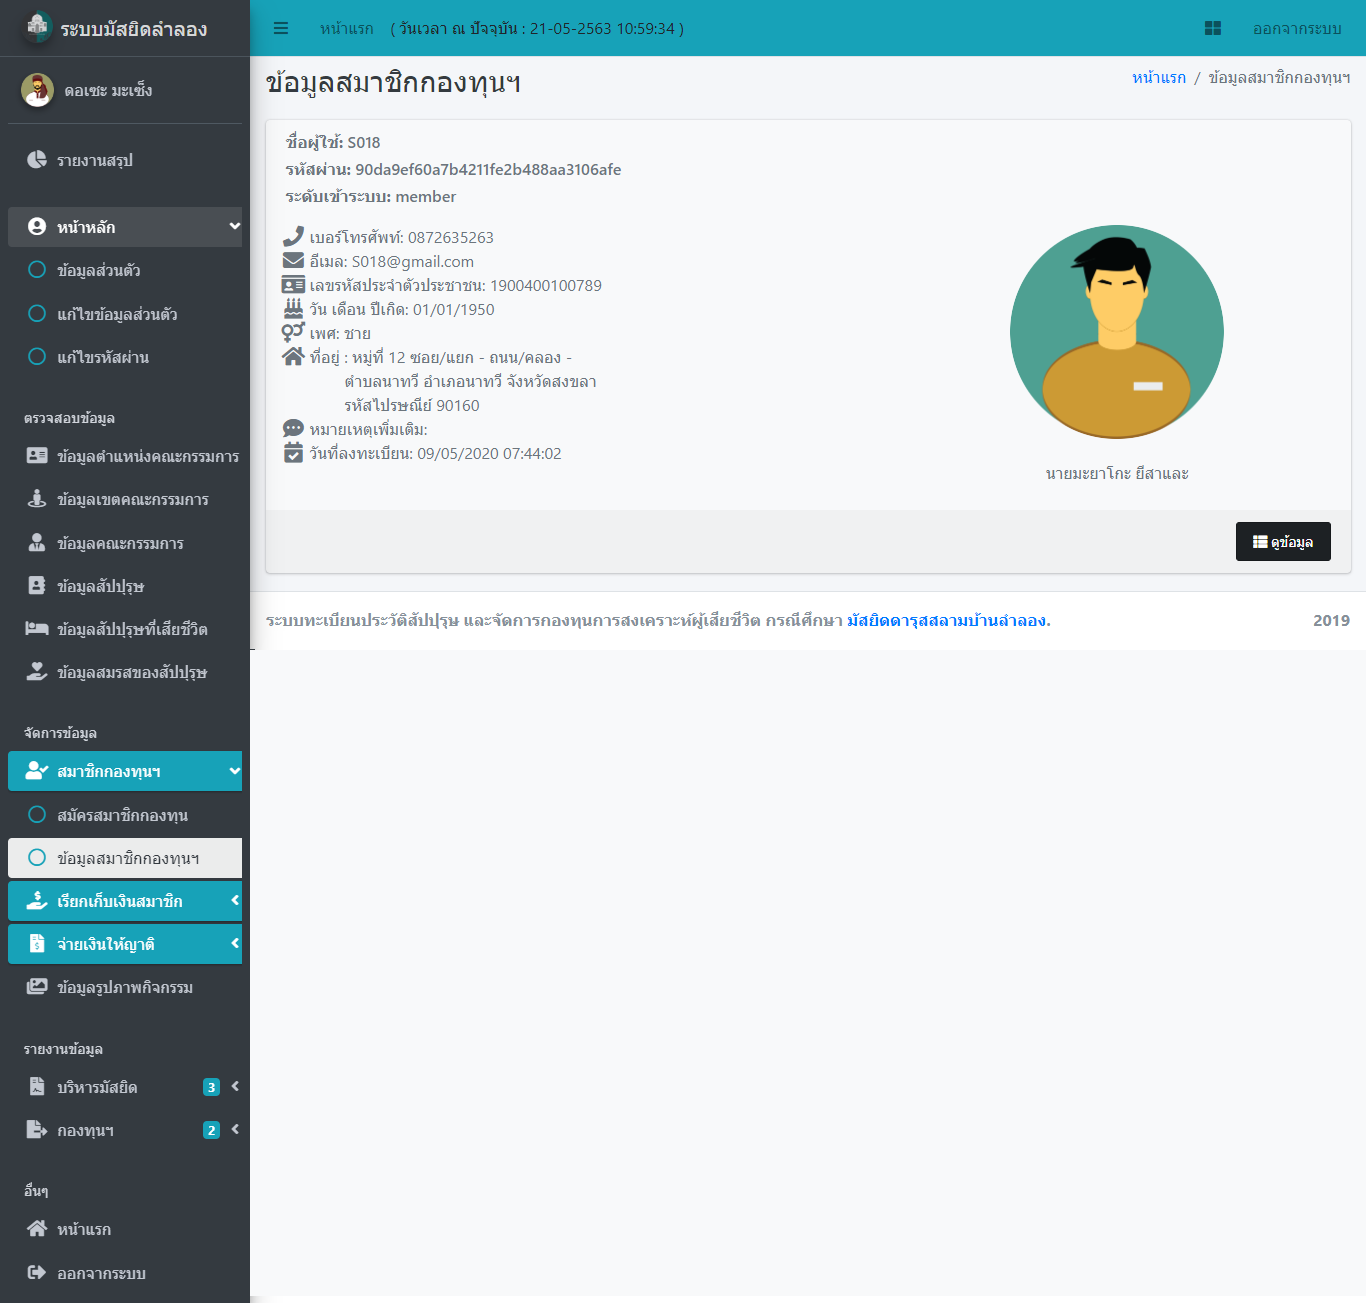 ระบบมัสยิดลำลอง
ดอเซะ มะเซ็ง
รายงานสรุป
หน้าหลัก
ข้อมูลส่วนตัว
แก้ไขข้อมูลส่วนตัว
แก้ไขรหัสผ่าน
ตรวจสอบข้อมูล
ข้อมูลตำแหน่งคณะกรรมการ
ข้อมูลเขตคณะกรรมการ
ข้อมูลคณะกรรมการ
ข้อมูลสัปปุรุษ
ข้อมูลสัปปุรุษที่เสียชีวิต
ข้อมูลสมรสของสัปปุรุษ
จัดการข้อมูล
สมาชิกกองทุนฯ
สมัครสมาชิกกองทุน
ข้อมูลสมาชิกกองทุนฯ
เรียกเก็บเงินสมาชิก
จ่ายเงินให้ญาติ
ข้อมูลรูปภาพกิจกรรม
รายงานข้อมูล
บริหารมัสยิด 3
กองทุนฯ 2
อื่นๆ
หน้าแรก
ออกจากระบบ
หน้าแรก ( วันเวลา ณ ปัจจุบัน : 21-05-2563 10:59:34 ) ออกจากระบบ
ข้อมูลสมาชิกกองทุนฯ
หน้าแรก / ข้อมูลสมาชิกกองทุนฯ
ชื่อผู้ใช้: S018
รหัสผ่าน: 90da9ef60a7b4211fe2b488aa3106afe
ระดับเข้าระบบ: member
เบอร์โทรศัพท์: 0872635263
อีเมล: S018@gmail.com
เลขรหัสประจำตัวประชาชน: 1900400100789
วัน เดือน ปีเกิด: 01/01/1950
เพศ: ชาย
ที่อยู่ : หมู่ที่ 12 ซอย/แยก - ถนน/คลอง -
ตำบลนาทวี อำเภอนาทวี จังหวัดสงขลา
รหัสไปรษณีย์ 90160
หมายเหตุเพิ่มเติม:
วันที่ลงทะเบียน: 09/05/2020 07:44:02
นายมะยาโกะ ยีสาและ
ดูข้อมูล
ระบบทะเบียนประวัติสัปปุรุษ และจัดการกองทุนการสงเคราะห์ผู้เสียชีวิต กรณีศึกษา มัสยิดดารุสสลามบ้านลำลอง. 2019